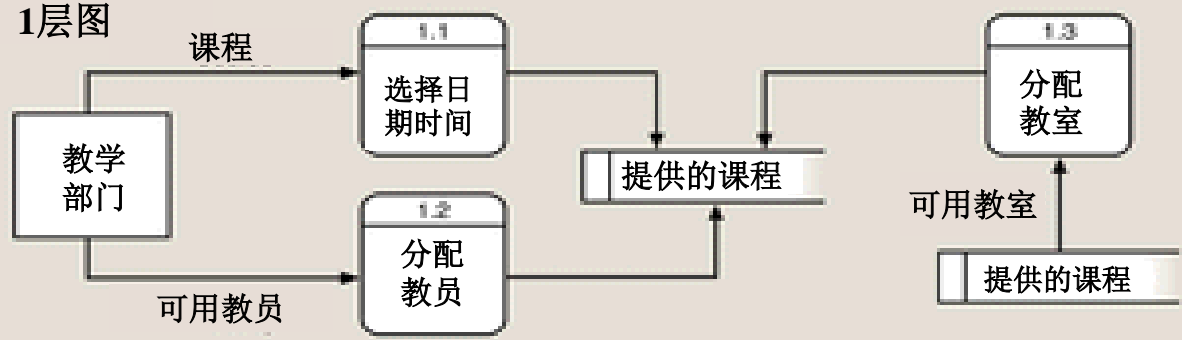 1层图
课程
1.1
选择日
期时间
1.3
分配
教室
教学
部门
提供的课程
1.2
分配
教员
可用教室
可用教员
提供的课程